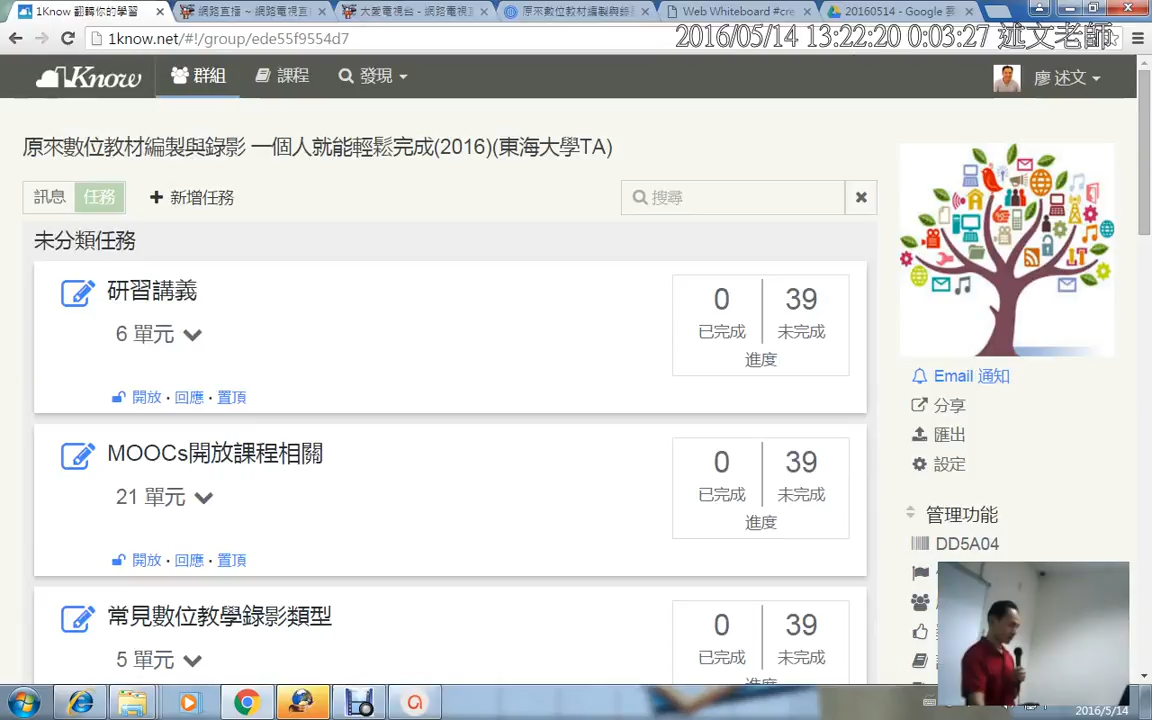 1Know 翻轉你的學習
網路直播 ~ 網路電視直
大愛電視台 - 網路電視
原來數位教材編製與錄
Web Whiteboard #cre
20160514 - Google 雲
1know.net/#!/group/ede55f9554d7
2016/05/14 13:22:20 0:03:27 述文老師
1Know
群組
課程
發現
廖 述文
原來數位教材編製與錄影 一個人就能輕鬆完成(2016)(東海大學TA)
訊息
任務
新增任務
搜尋
未分類任務
研習講義
6 單元
開放・回應・置頂
0
39
已完成
未完成
進度
MOOCs開放課程相關
21 單元
開放・回應・置頂
0
39
已完成
未完成
進度
常見數位教學錄影類型
5 單元
0
39
已完成
未完成
Email 通知
分享
匯出
設定
管理功能
DD5A04
2016/5/14